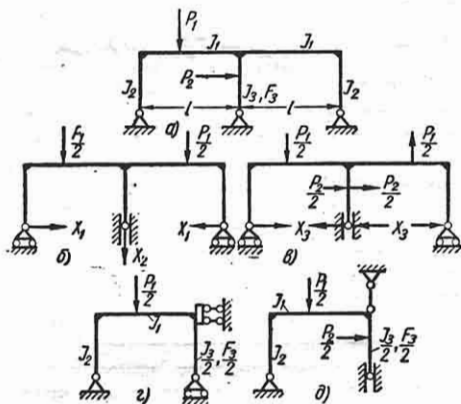 P₁
J₁ J₁
P₂
J₂ J₃, F₃ J₂
l l
а)
F₁/2 P₁/2 P₁/2 P₁/2
P₂/2 P₂/2
X₁ X₁ X₃ X₃
б) X₂ в)
P₁/2 P₁/2
J₁ J₁
P₂/2
J₂ J₃/2, F₃/2 J₂ J₃/2, F₃/2
г) д)